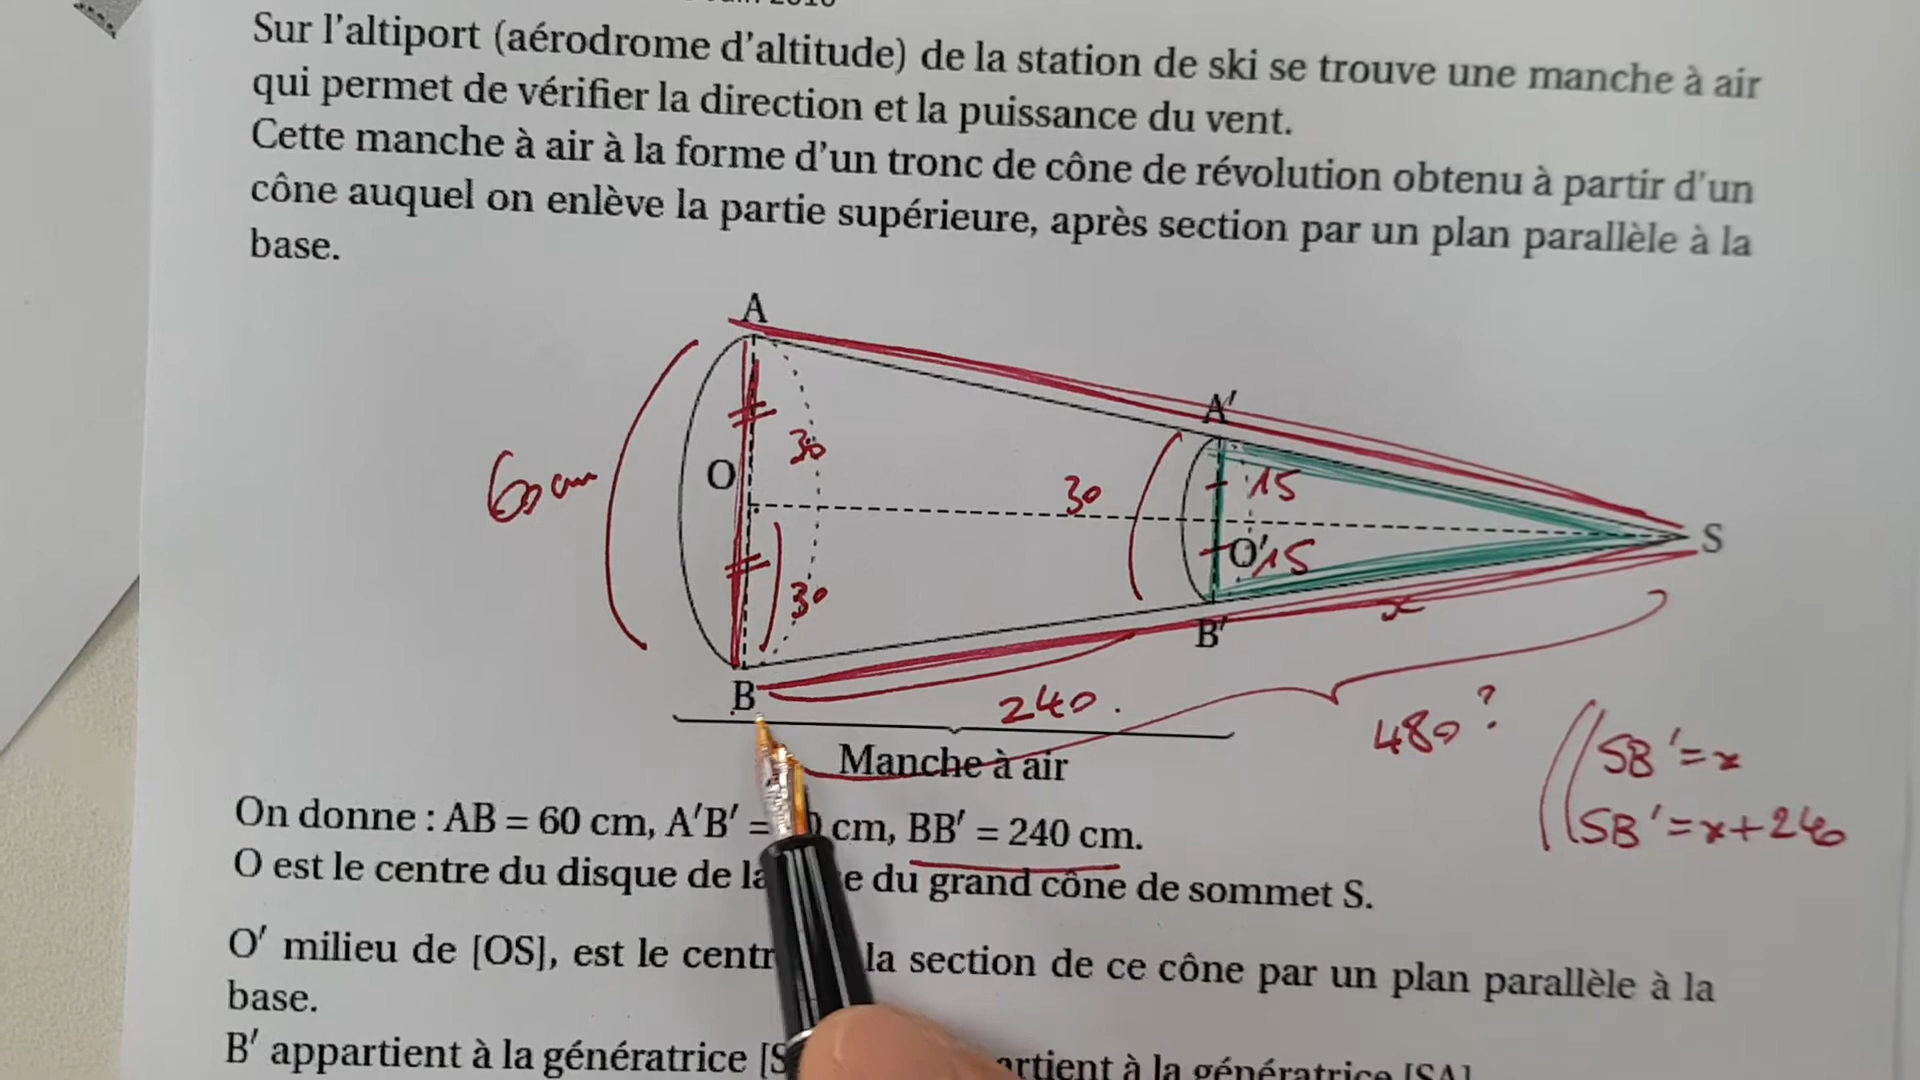 Sur l'altiport (aérodrome d'altitude) de la station de ski se trouve une manche à air
qui permet de vérifier la direction et la puissance du vent.
Cette manche à air à la forme d'un tronc de cône de révolution obtenu à partir d'un
cône auquel on enlève la partie supérieure, après section par un plan parallèle à la
base.
A
A'
30
O
60 cm
30
15
S
O'
15
30
x
B'
B
240
480 ?
SB' = x
SB' = x + 240
Manche à air
On donne : AB = 60 cm, A'B' = cm, BB' = 240 cm.
O est le centre du disque de la du grand cône de sommet S.
O' milieu de [OS], est le cent la section de ce cône par un plan parallèle à la
base.
B' appartient à la génératrice [S artient à la génératrice [SA]